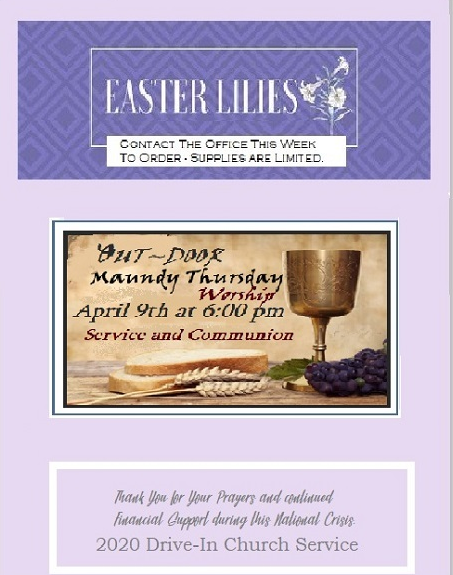 EASTER LILIES
CONTACT THE OFFICE THIS WEEK
TO ORDER - SUPPLIES ARE LIMITED.
OUT~DOOR
Maundy Thursday
Worship
April 9th at 6:00 pm
Service and Communion
Thank You for Your Prayers and continued
Financial Support during this National Crisis.
2020 Drive-In Church Service